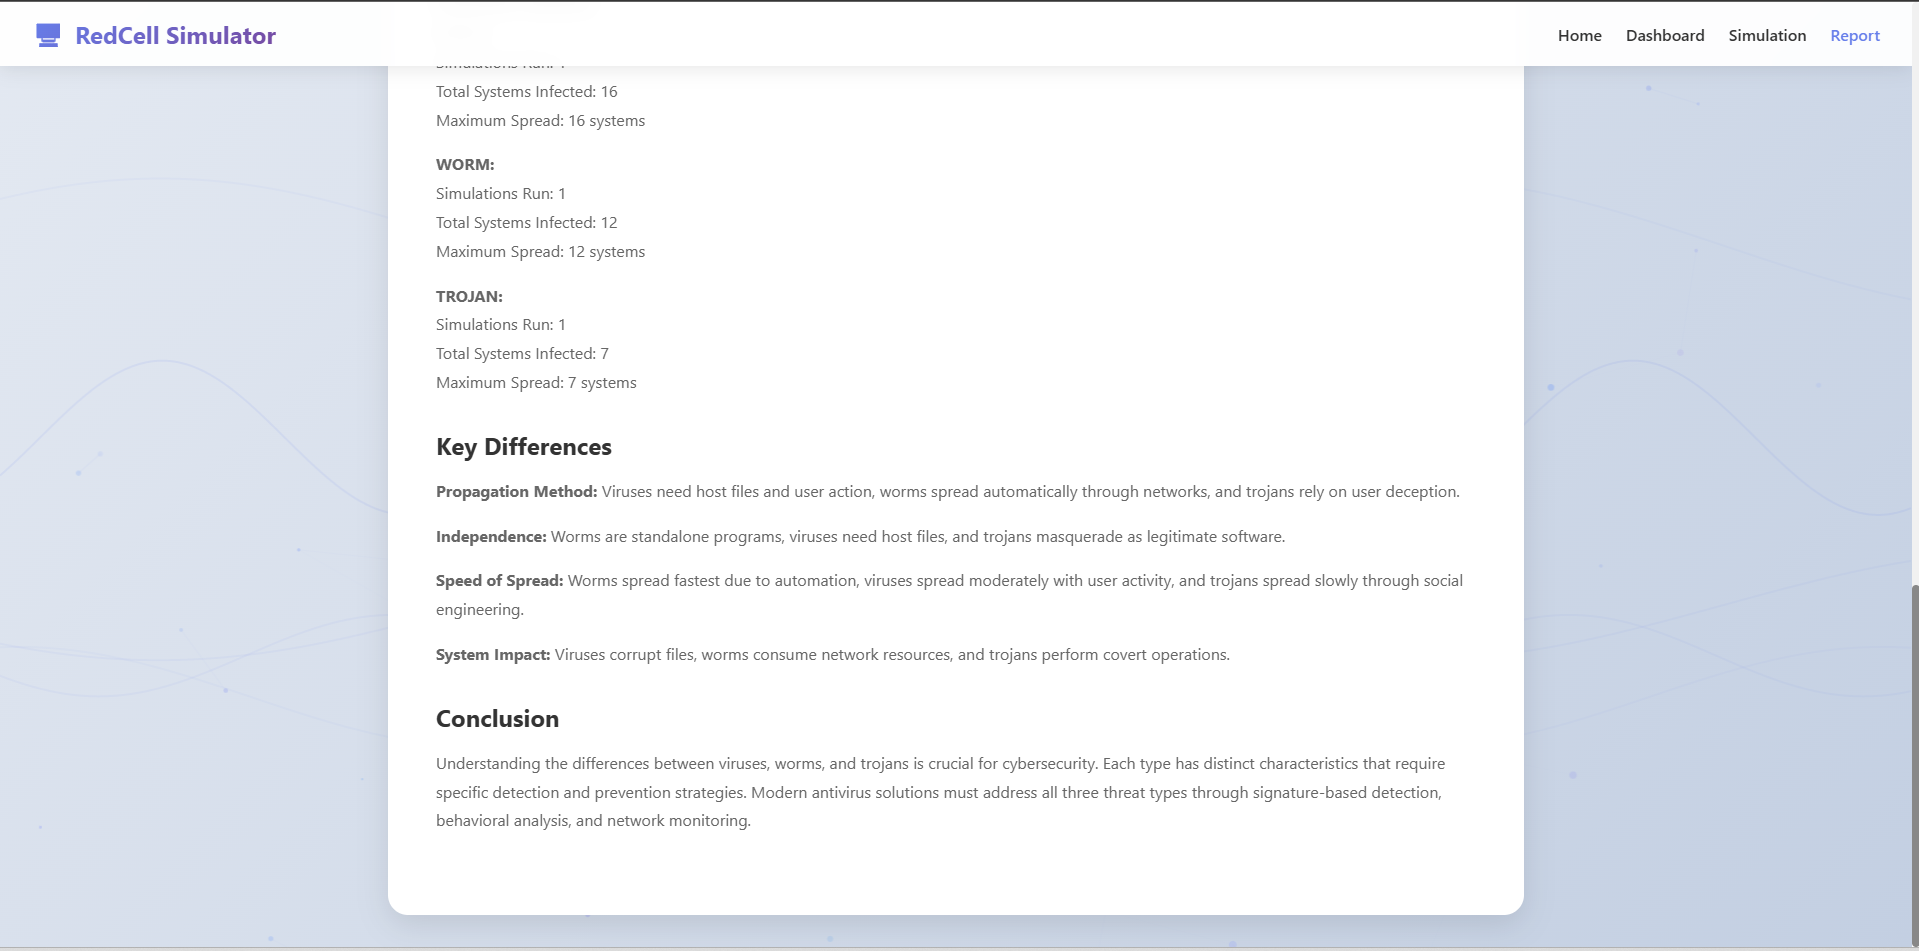 RedCell Simulator
Home
Dashboard
Simulation
Report
Total Systems Infected: 16
Maximum Spread: 16 systems
WORM:
Simulations Run: 1
Total Systems Infected: 12
Maximum Spread: 12 systems
TROJAN:
Simulations Run: 1
Total Systems Infected: 7
Maximum Spread: 7 systems
Key Differences
Propagation Method: Viruses need host files and user action, worms spread automatically through networks, and trojans rely on user deception.
Independence: Worms are standalone programs, viruses need host files, and trojans masquerade as legitimate software.
Speed of Spread: Worms spread fastest due to automation, viruses spread moderately with user activity, and trojans spread slowly through social
engineering.
System Impact: Viruses corrupt files, worms consume network resources, and trojans perform covert operations.
Conclusion
Understanding the differences between viruses, worms, and trojans is crucial for cybersecurity. Each type has distinct characteristics that require
specific detection and prevention strategies. Modern antivirus solutions must address all three threat types through signature-based detection,
behavioral analysis, and network monitoring.